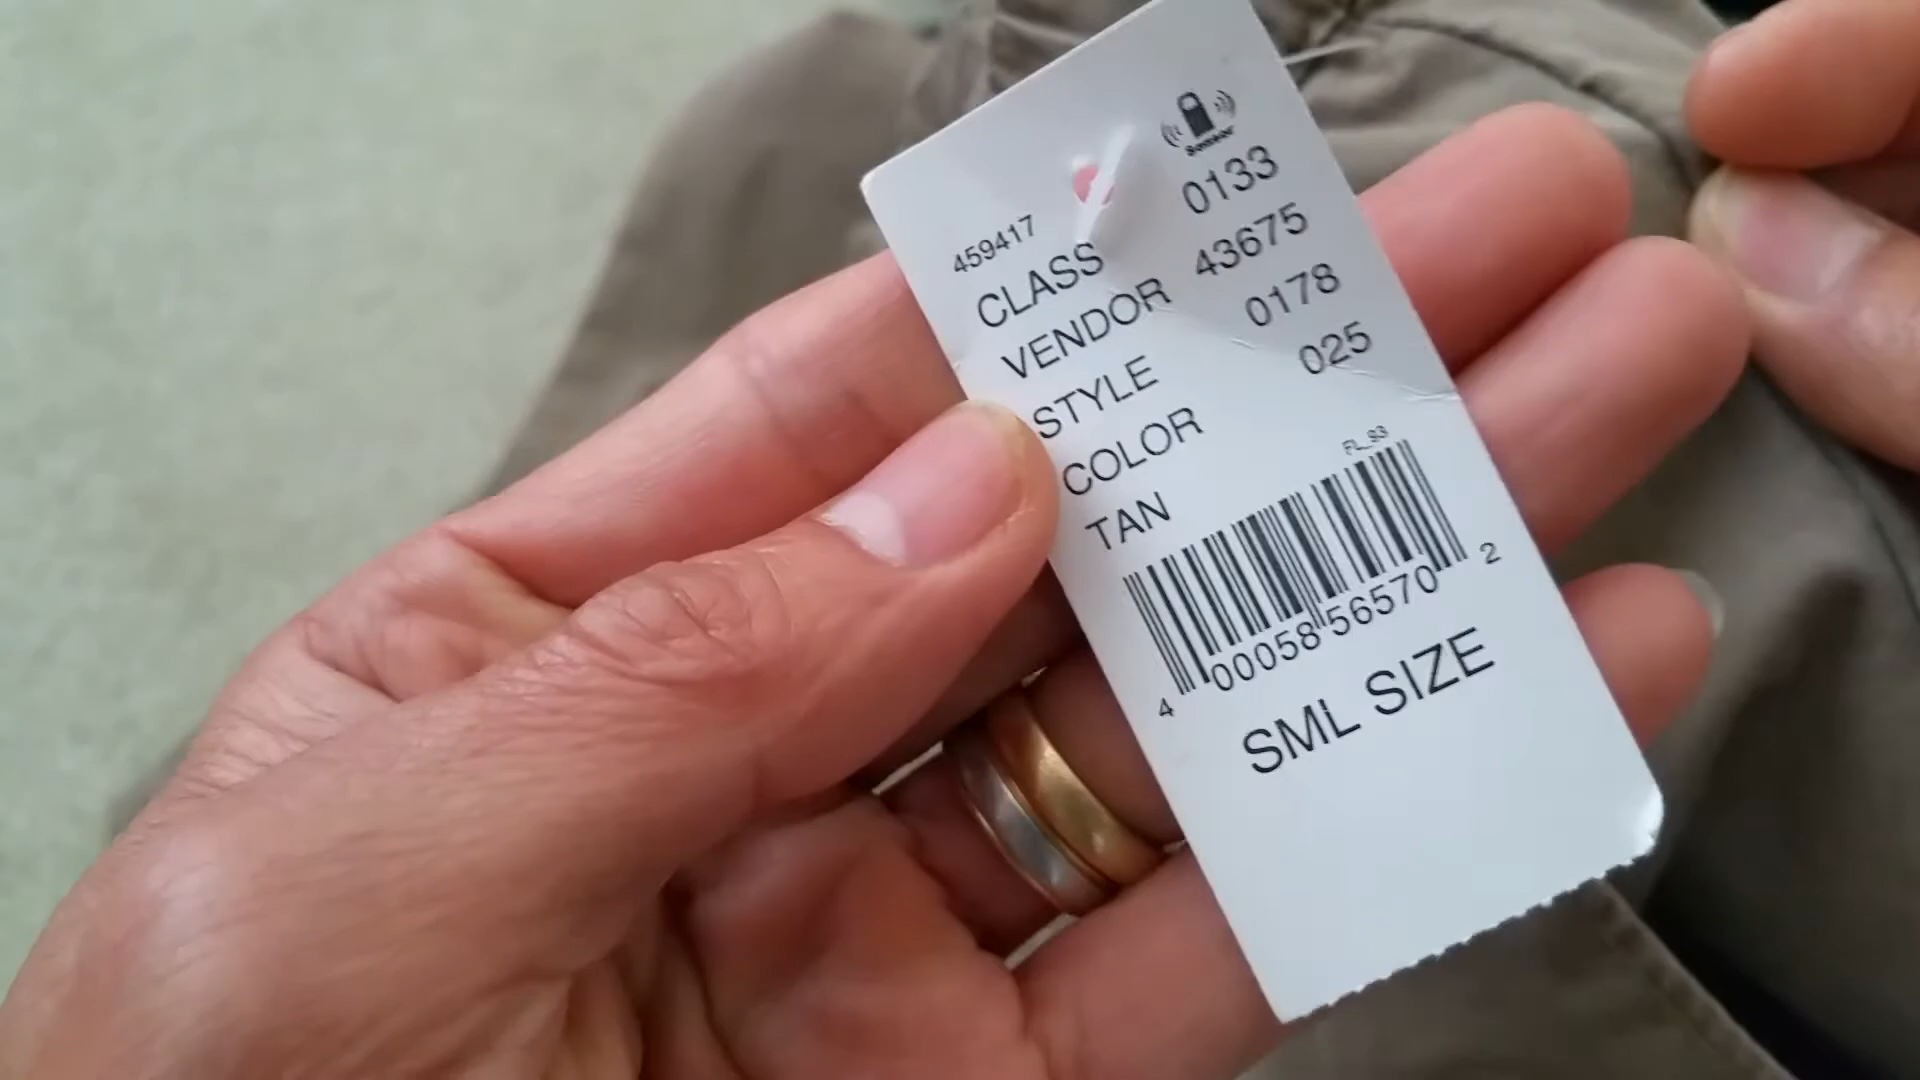 Sensor
459417
CLASS 0133
VENDOR 43675
STYLE 0178
COLOR 025
TAN
FL_93
4 00058 56570 2
SML SIZE